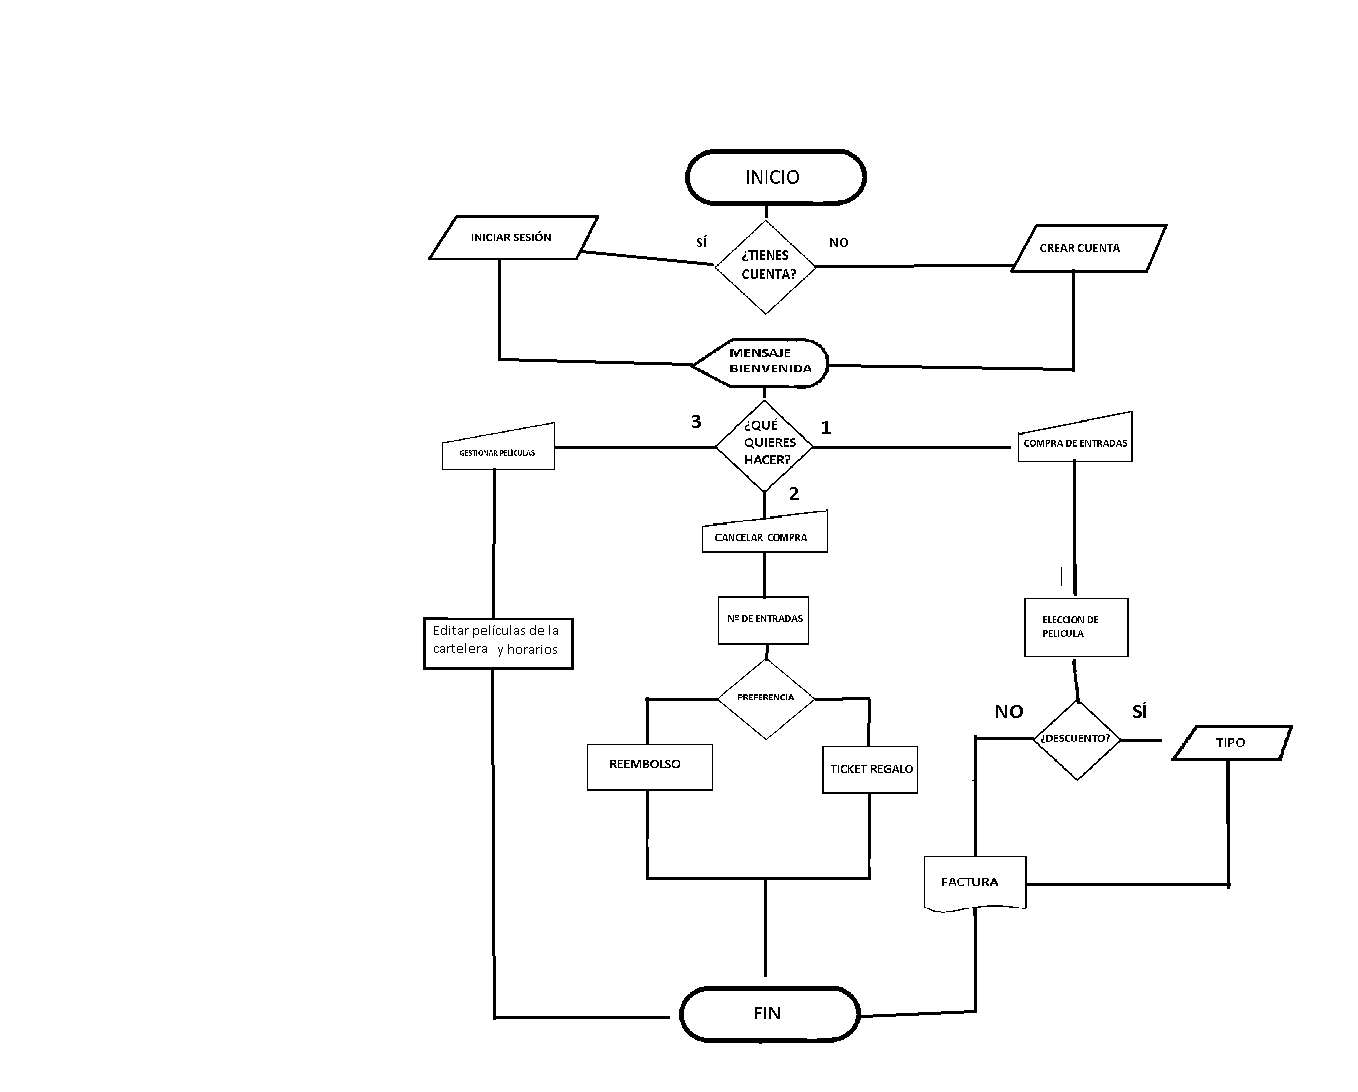 INICIO
INICIAR SESIÓN
SÍ
¿TIENES
CUENTA?
NO
CREAR CUENTA
MENSAJE
BIENVENIDA
3
¿QUÉ
QUIERES
HACER?
1
GESTIONAR PELÍCULAS
COMPRA DE ENTRADAS
2
CANCELAR COMPRA
Nº DE ENTRADAS
ELECCION DE
PELICULA
Editar películas de la
cartelera y horarios
PREFERENCIA
NO
¿DESCUENTO?
SÍ
TIPO
REEMBOLSO
TICKET REGALO
FACTURA
FIN